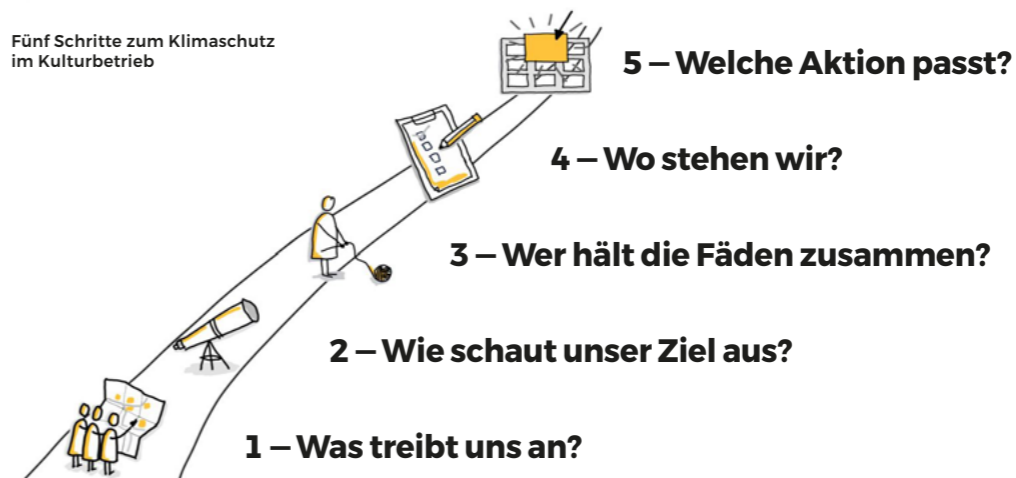 Fünf Schritte zum Klimaschutz
im Kulturbetrieb
5 — Welche Aktion passt?
4 — Wo stehen wir?
3 — Wer hält die Fäden zusammen?
2 — Wie schaut unser Ziel aus?
1 — Was treibt uns an?